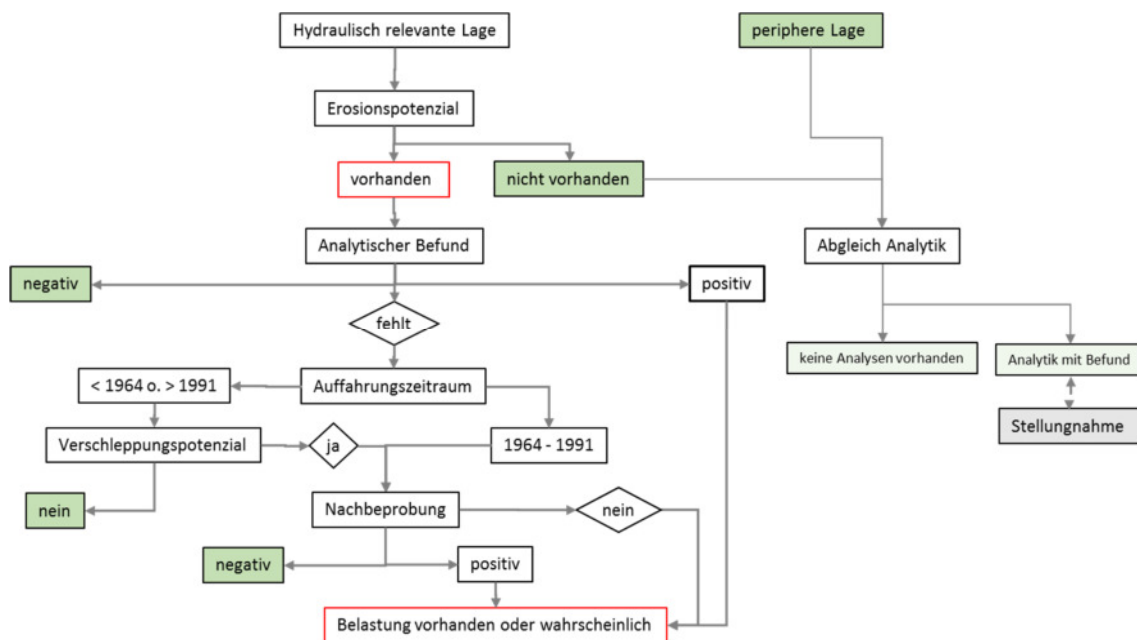 Hydraulisch relevante Lage
periphere Lage
Erosionspotenzial
vorhanden
nicht vorhanden
Analytischer Befund
Abgleich Analytik
negativ
positiv
fehlt
keine Analysen vorhanden
Analytik mit Befund
< 1964 o. > 1991
Auffahrungszeitraum
Stellungnahme
Verschleppungspotenzial
ja
1964 - 1991
nein
Nachbeprobung
nein
negativ
positiv
Belastung vorhanden oder wahrscheinlich